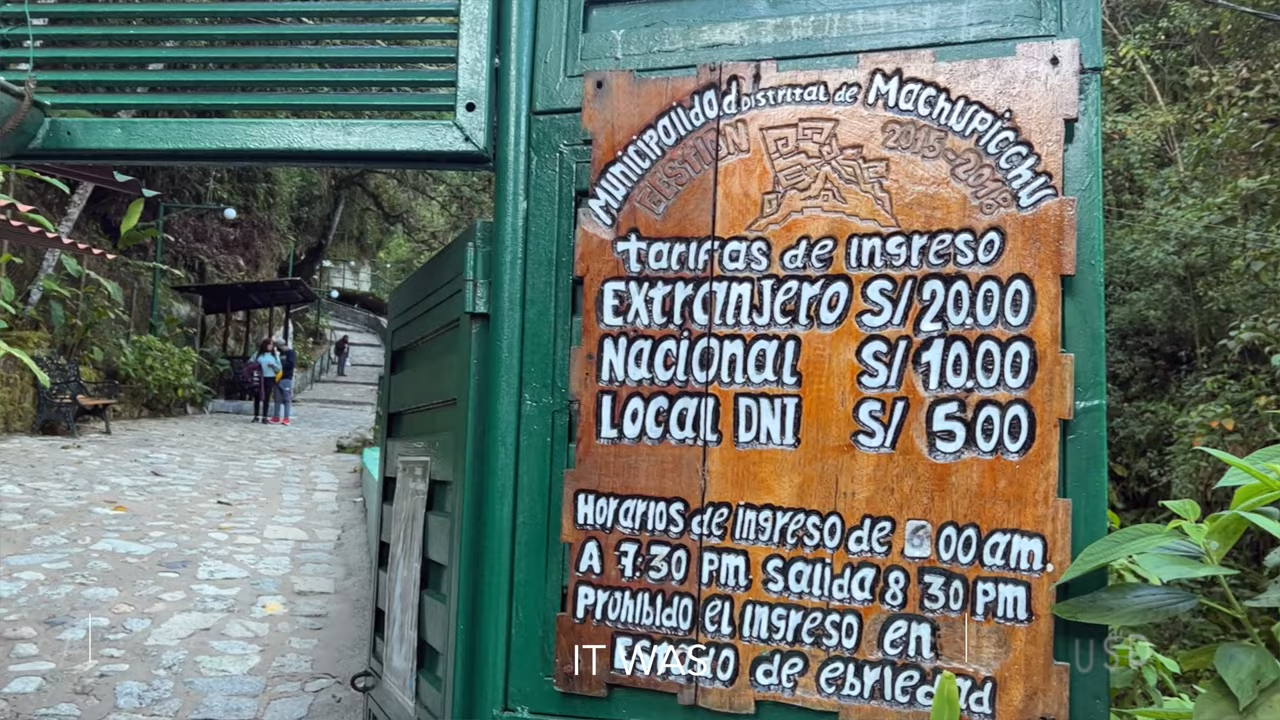 Municipalidad Distrital de Machupicchu
GESTION 2015-2018
tarifas de ingreso
Extranjero S/ 20.00
Nacional S/ 10.00
Local DNI S/ 5.00
Horarios de ingreso de 00 am.
A 7:30 pm salida 8 30 pm
Prohibido el ingreso en
Estado de ebriedad
IT WAS
USD